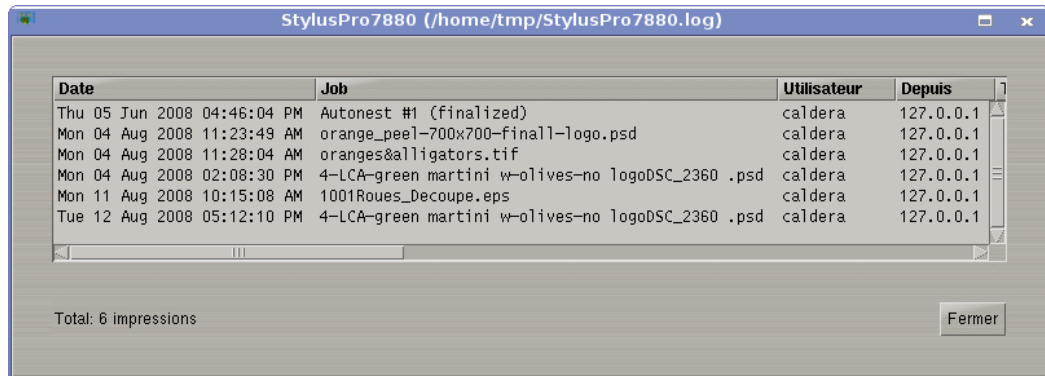 StylusPro7880 (/home/tmp/StylusPro7880.log)
Date Job Utilisateur Depuis
Thu 05 Jun 2008 04:46:04 PM Autonest #1 (finalized) caldera 127.0.0.1
Mon 04 Aug 2008 11:23:49 AM orange_peel-700x700-finall-logo.psd caldera 127.0.0.1
Mon 04 Aug 2008 11:28:04 AM oranges&alligators.tif caldera 127.0.0.1
Mon 04 Aug 2008 02:08:30 PM 4-LCA-green martini w-olives-no logoDSC_2360 .psd caldera 127.0.0.1
Mon 11 Aug 2008 10:15:08 AM 1001Roues_Decoupe.eps caldera 127.0.0.1
Tue 12 Aug 2008 05:12:10 PM 4-LCA-green martini w-olives-no logoDSC_2360 .psd caldera 127.0.0.1
Total: 6 impressions
Fermer